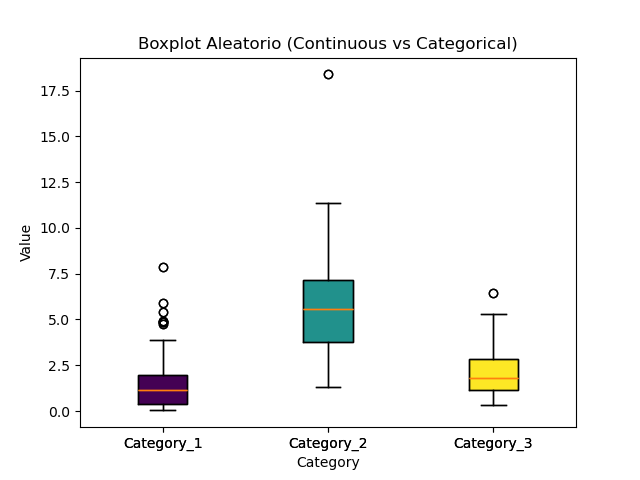 Boxplot Aleatorio (Continuous vs Categorical)
Value
17.5
15.0
12.5
10.0
7.5
5.0
2.5
0.0
Category_1
Category_2
Category_3
Category